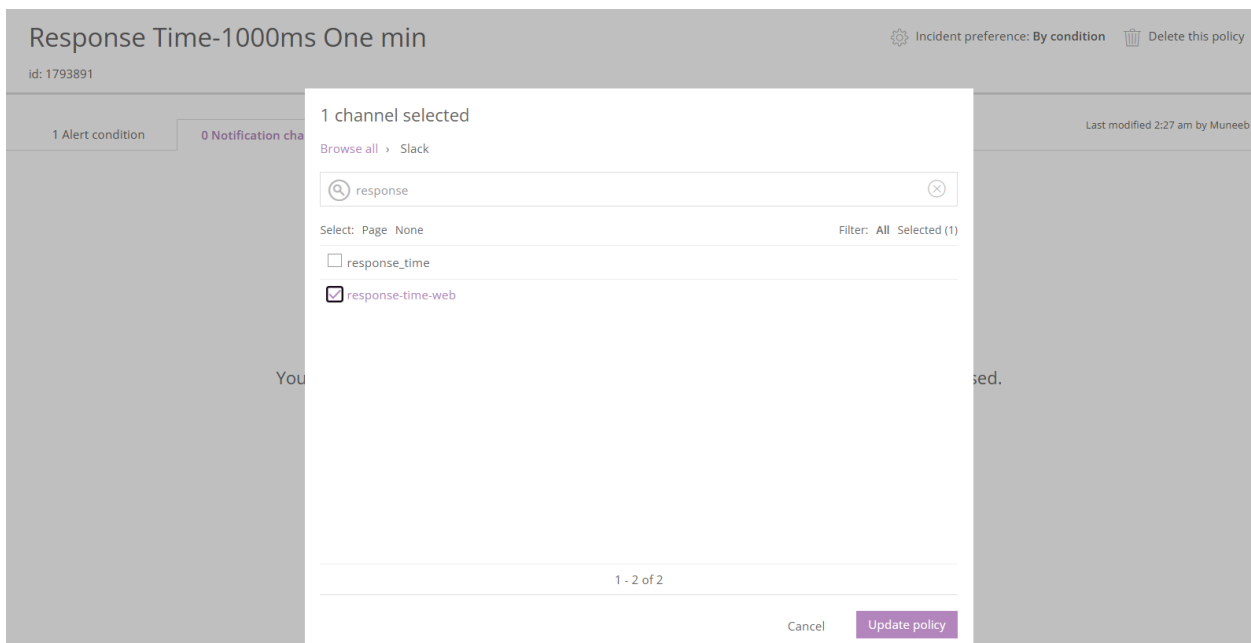 Response Time-1000ms One min
Incident preference: By condition
Delete this policy
id: 1793891
1 Alert condition
0 Notification cha
Last modified 2:27 am by Muneeb
1 channel selected
Browse all › Slack
response
Select: Page None
Filter: All Selected (1)
response_time
response-time-web
You
sed.
1 - 2 of 2
Cancel
Update policy